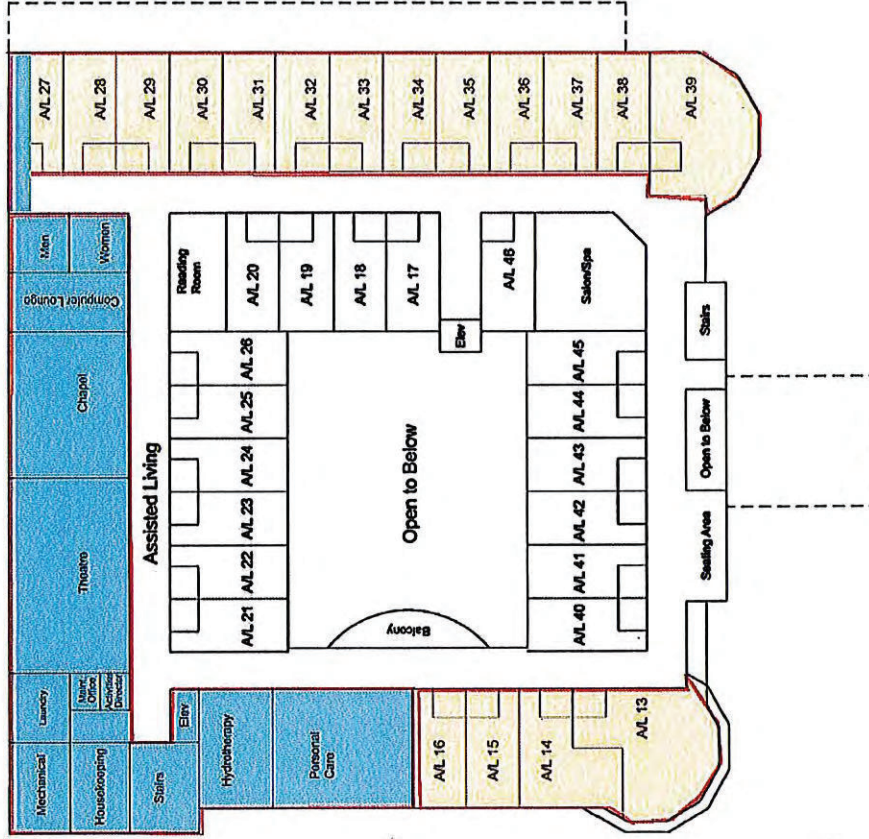 A/L 27
A/L 28
A/L 29
A/L 30
A/L 31
A/L 32
A/L 33
A/L 34
A/L 35
A/L 36
A/L 37
A/L 38
A/L 39
Men
Women
Computer Lounge
Chapel
Theatre
Laundry
Maint.
Office
Activities
Director
Mechanical
Housekeeping
Stairs
Elev
Hydrotherapy
Personal
Care
Assisted Living
Reading
Room
A/L 20
A/L 19
A/L 18
A/L 17
Elev
A/L 46
Salon/Spa
A/L 26
A/L 25
A/L 24
A/L 23
A/L 22
A/L 21
Open to Below
Balcony
A/L 45
A/L 44
A/L 43
A/L 42
A/L 41
A/L 40
Stairs
Open to Below
Seating Area
A/L 16
A/L 15
A/L 14
A/L 13